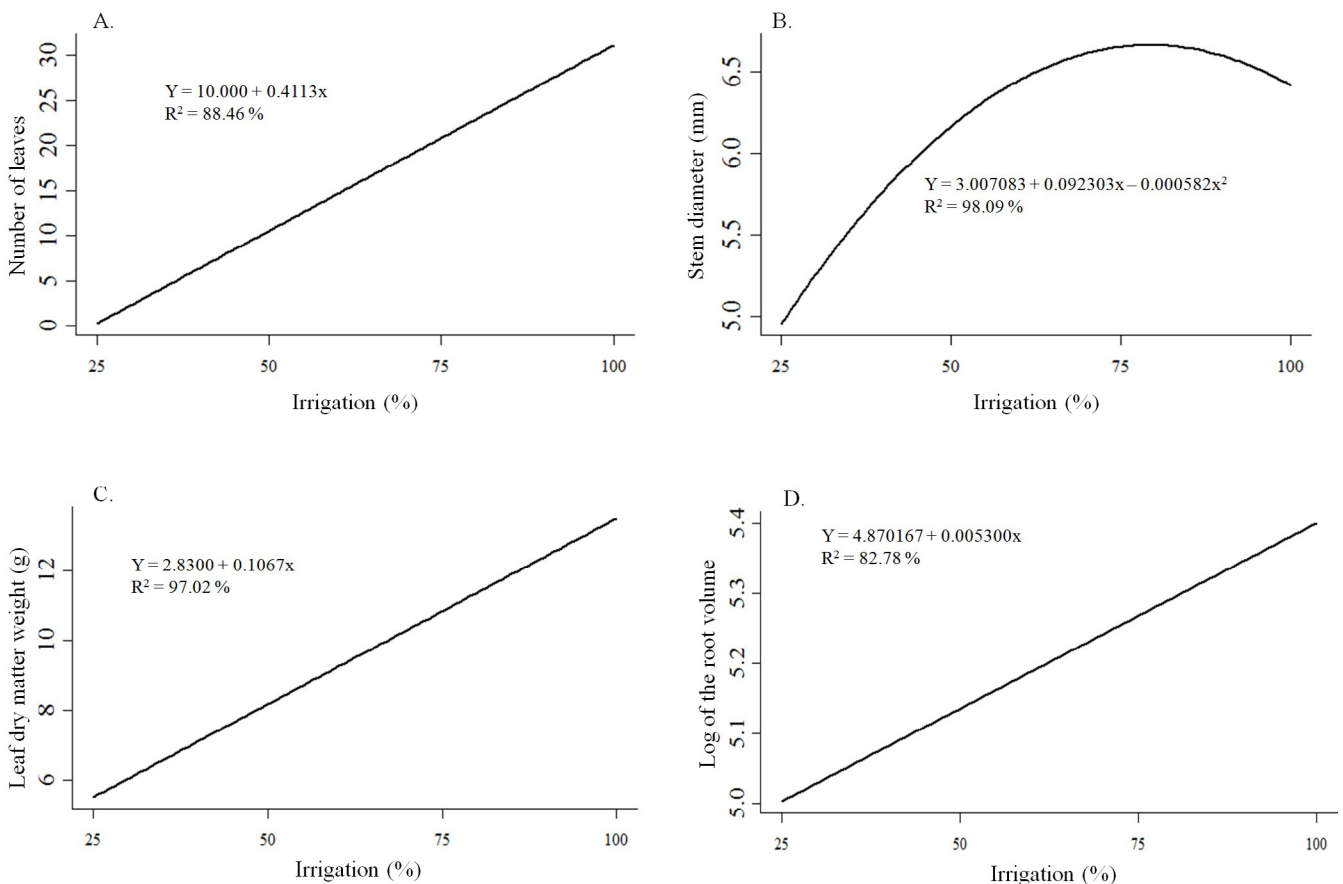 A.
Number of leaves
30
25
20
15
10
5
0
Y = 10.000 + 0.4113x
R² = 88.46 %
25 50 75 100
Irrigation (%)
B.
Stem diameter (mm)
6.5
6.0
5.5
5.0
Y = 3.007083 + 0.092303x – 0.000582x²
R² = 98.09 %
25 50 75 100
Irrigation (%)
C.
Leaf dry matter weight (g)
12
10
8
6
Y = 2.8300 + 0.1067x
R² = 97.02 %
25 50 75 100
Irrigation (%)
D.
Log of the root volume
5.4
5.3
5.2
5.1
5.0
Y = 4.870167 + 0.005300x
R² = 82.78 %
25 50 75 100
Irrigation (%)